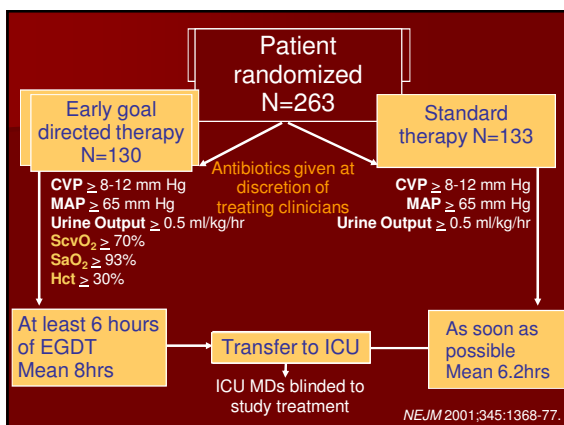 Patient
randomized
N=263
Early goal
directed therapy
N=130
Standard
therapy N=133
Antibiotics given at
discretion of
treating clinicians
CVP ≥ 8-12 mm Hg
MAP ≥ 65 mm Hg
Urine Output ≥ 0.5 ml/kg/hr
ScvO₂ ≥ 70%
SaO₂ ≥ 93%
Hct ≥ 30%
CVP ≥ 8-12 mm Hg
MAP ≥ 65 mm Hg
Urine Output ≥ 0.5 ml/kg/hr
At least 6 hours
of EGDT
Mean 8hrs
Transfer to ICU
As soon as
possible
Mean 6.2hrs
ICU MDs blinded to
study treatment
NEJM 2001;345:1368-77.